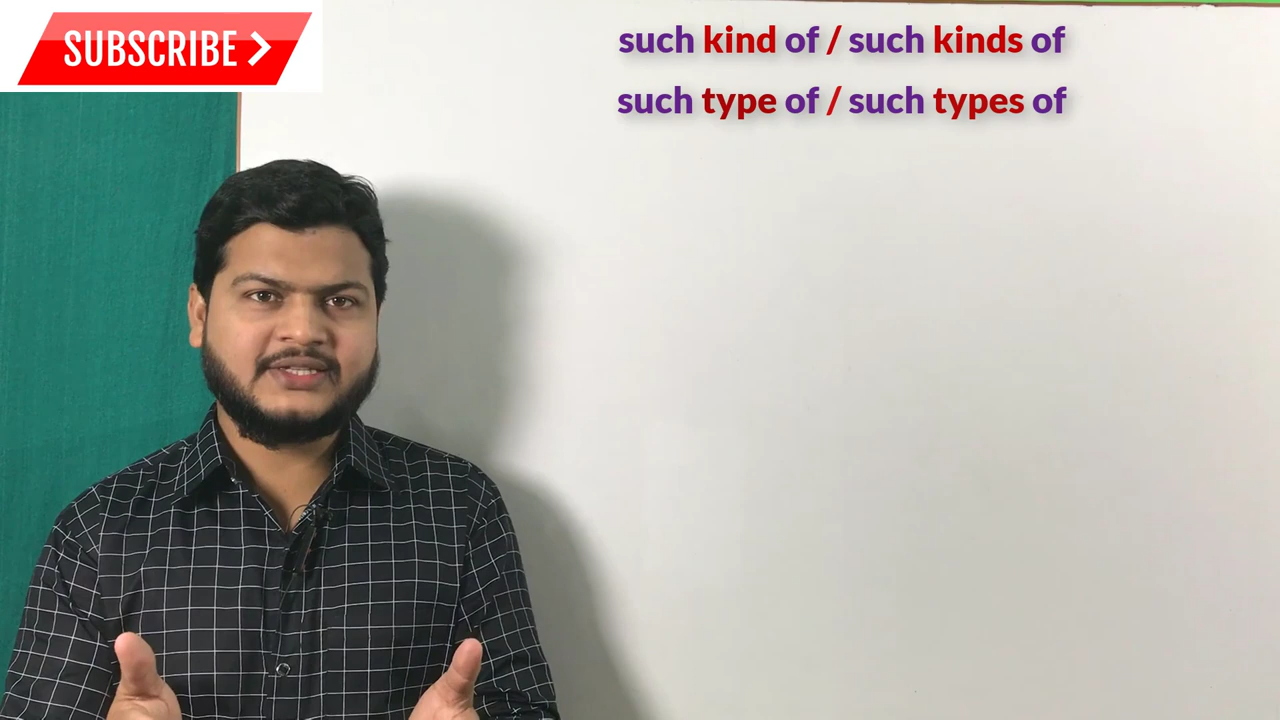 SUBSCRIBE
such kind of / such kinds of
such type of / such types of